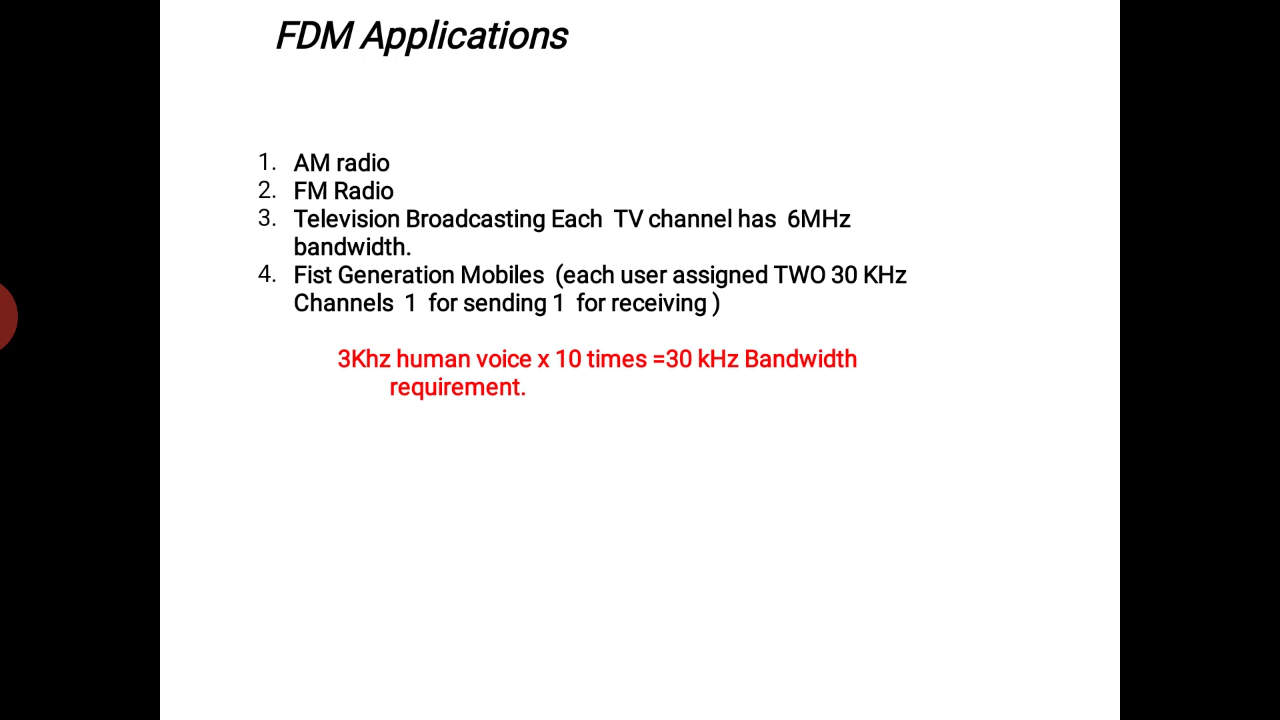 FDM Applications
1. AM radio
2. FM Radio
3. Television Broadcasting Each TV channel has 6MHz
bandwidth.
4. Fist Generation Mobiles (each user assigned TWO 30 KHz
Channels 1 for sending 1 for receiving )
3Khz human voice x 10 times =30 kHz Bandwidth
requirement.